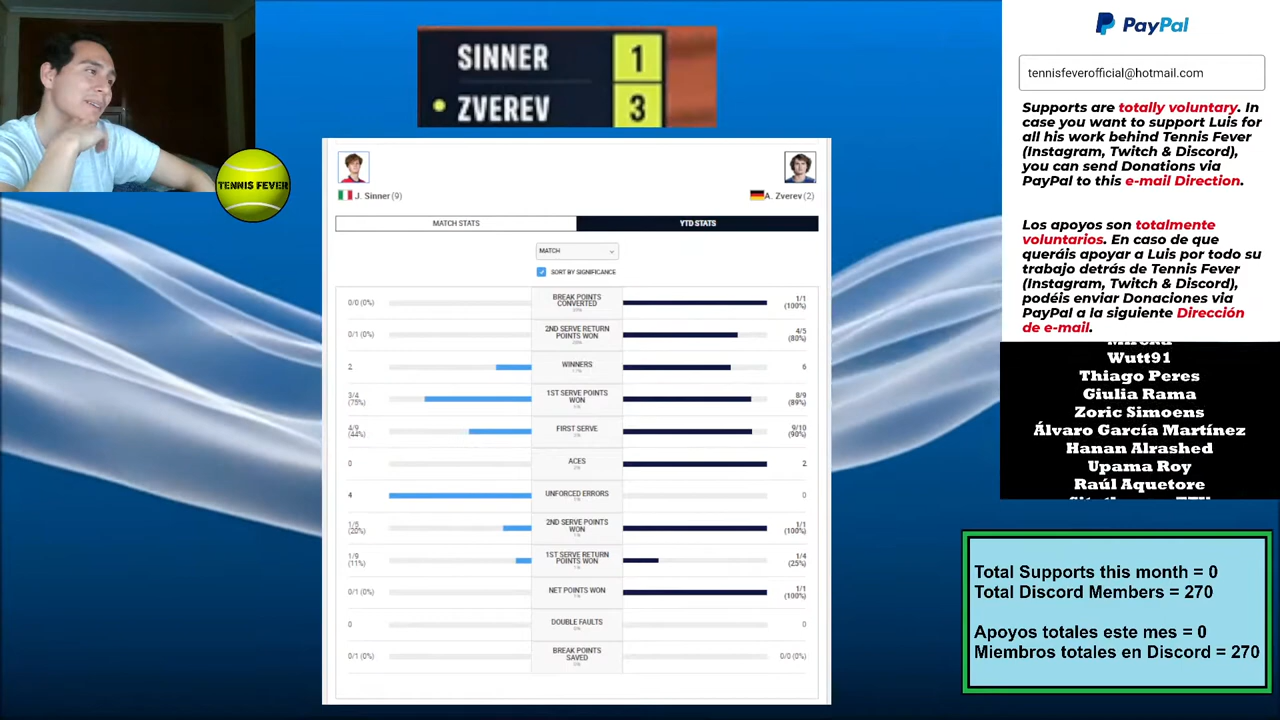 SINNER 1
ZVEREV 3
TENNIS FEVER
J. Sinner (9)
A. Zverev (2)
MATCH STATS
YTD STATS
MATCH
SORT BY SIGNIFICANCE
0/0 (0%)
BREAK POINTS
CONVERTED
1/1
(100%)
0/1 (0%)
2ND SERVE RETURN
POINTS WON
4/5
(80%)
2
WINNERS
6
3/4
(75%)
1ST SERVE POINTS
WON
8/9
(89%)
4/9
(44%)
FIRST SERVE
9/10
(90%)
0
ACES
2
4
UNFORCED ERRORS
0
1/5
(20%)
2ND SERVE POINTS
WON
1/1
(100%)
1/9
(11%)
1ST SERVE RETURN
POINTS WON
1/4
(25%)
0/1 (0%)
NET POINTS WON
1/1
(100%)
0
DOUBLE FAULTS
0
0/1 (0%)
BREAK POINTS
SAVED
0/0 (0%)
PayPal
tennisfeverofficial@hotmail.com
Supports are totally voluntary. In
case you want to support Luis for
all his work behind Tennis Fever
(Instagram, Twitch & Discord),
you can send Donations via
PayPal to this e-mail Direction.
Los apoyos son totalmente
voluntarios. En caso de que
queráis apoyar a Luis por todo su
trabajo detrás de Tennis Fever
(Instagram, Twitch & Discord),
podéis enviar Donaciones via
PayPal a la siguiente Dirección
de e-mail.
Wutt91
Thiago Peres
Giulia Rama
Zoric Simoens
Álvaro García Martínez
Hanan Alrashed
Upama Roy
Raúl Aquetore
Total Supports this month = 0
Total Discord Members = 270
Apoyos totales este mes = 0
Miembros totales en Discord = 270